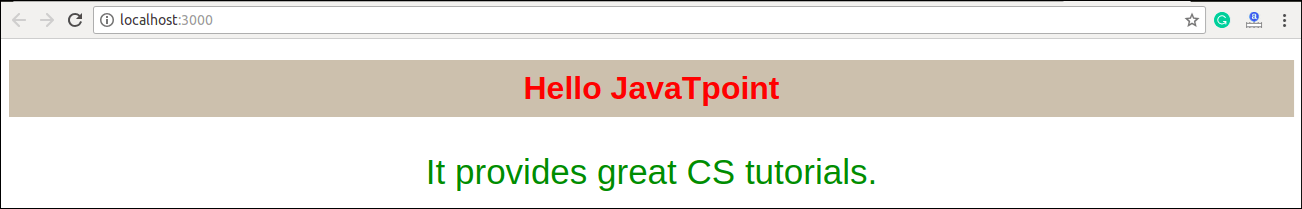 localhost:3000
Hello JavaTpoint
It provides great CS tutorials.